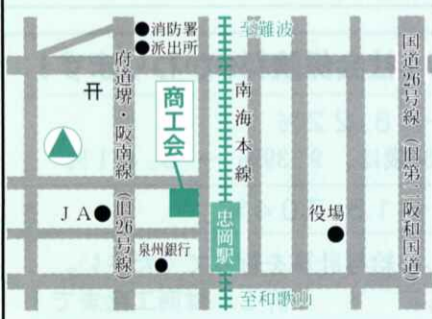 ●消防署
●派出所
至難波
国道26号線（旧第二阪和国道）
府道堺・阪南線（旧26号線）
商工会
南海本線
JA●
忠岡駅
役場
●
泉州銀行
●
至和歌山